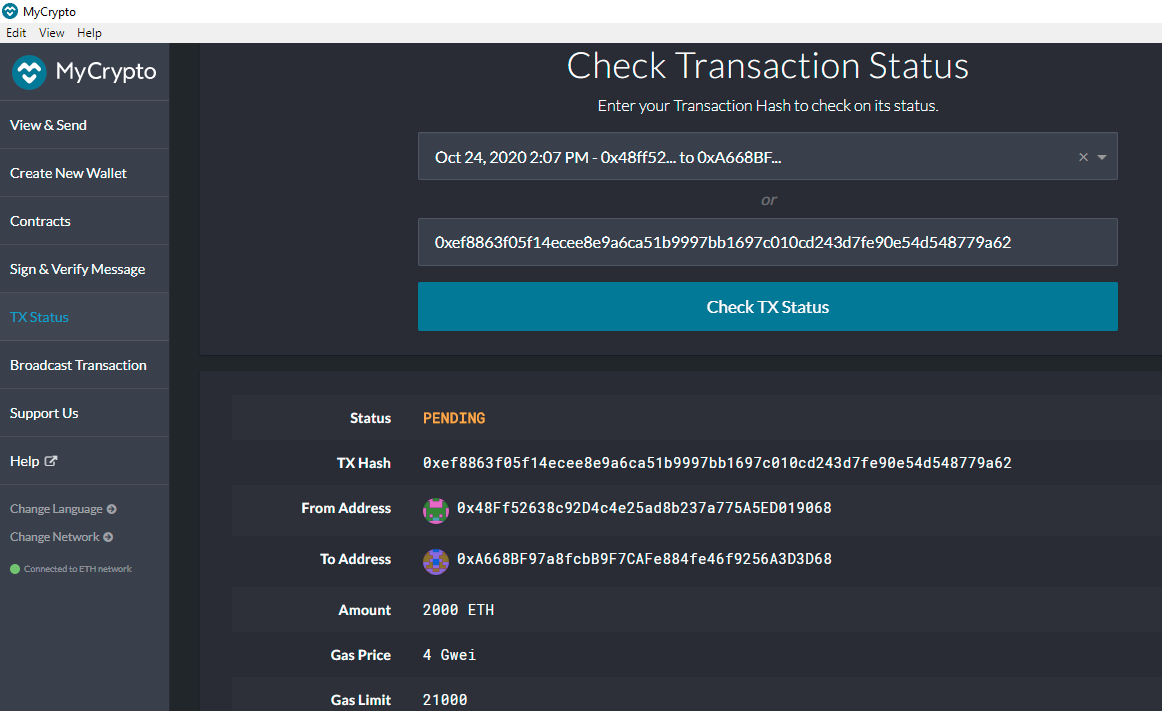 MyCrypto
Edit View Help
MyCrypto
View & Send
Create New Wallet
Contracts
Sign & Verify Message
TX Status
Broadcast Transaction
Support Us
Help
Change Language
Change Network
Connected to ETH network
Check Transaction Status
Enter your Transaction Hash to check on its status.
Oct 24, 2020 2:07 PM - 0x48ff52... to 0xA668BF...
or
0xef8863f05f14ecee8e9a6ca51b9997bb1697c010cd243d7fe90e54d548779a62
Check TX Status
Status PENDING
TX Hash 0xef8863f05f14ecee8e9a6ca51b9997bb1697c010cd243d7fe90e54d548779a62
From Address 0x48Ff52638c92D4c4e25ad8b237a775A5ED019068
To Address 0xA668BF97a8fcbB9F7CAFe884fe46f9256A3D3D68
Amount 2000 ETH
Gas Price 4 Gwei
Gas Limit 21000